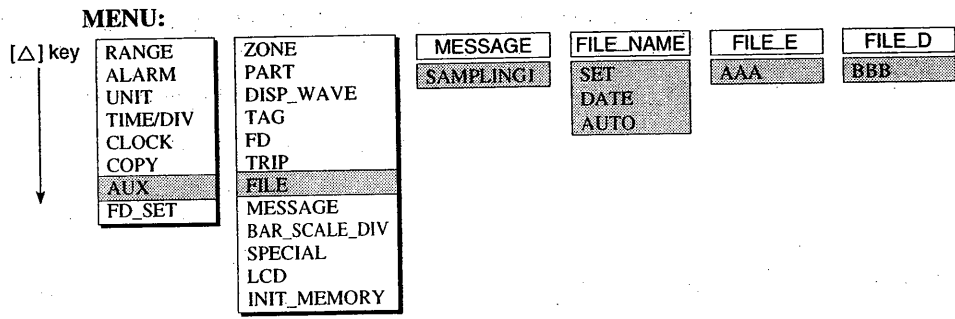 MENU:
[△] key
RANGE
ALARM
UNIT
TIME/DIV
CLOCK
COPY
AUX
FD_SET
ZONE
PART
DISP_WAVE
TAG
FD
TRIP
FILE
MESSAGE
BAR_SCALE_DIV
SPECIAL
LCD
INIT_MEMORY
MESSAGE
SAMPLING1
FILE_NAME
SET
DATE
AUTO
FILE_E
AAA
FILE_D
BBB